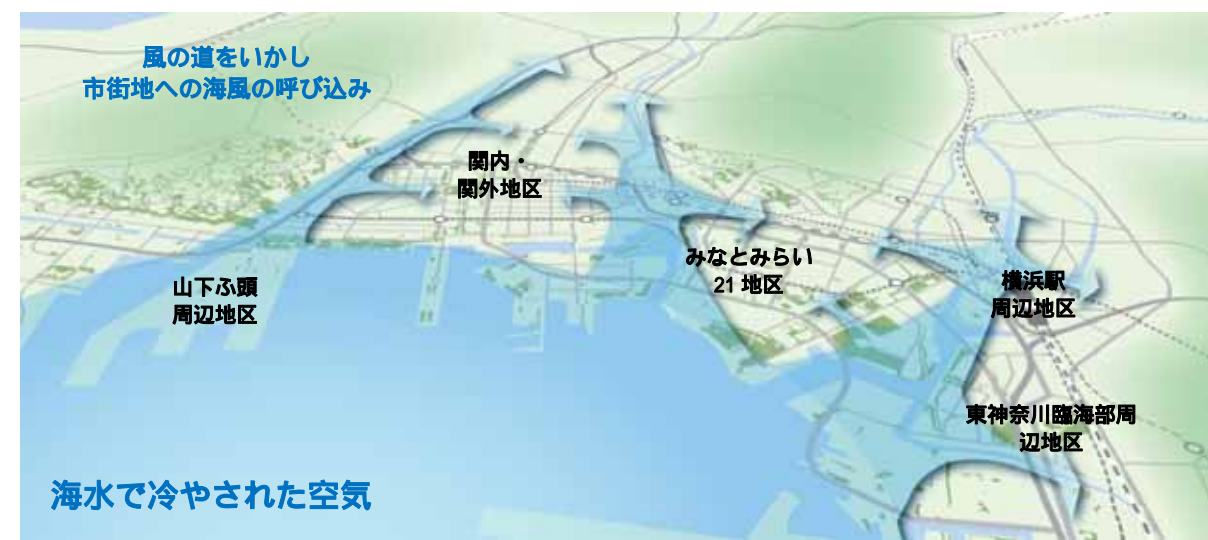 風の道をいかし
市街地への海風の呼び込み
関内・
関外地区
みなとみらい
21 地区
山下ふ頭
周辺地区
横浜駅
周辺地区
東神奈川臨海部周
辺地区
海水で冷やされた空気